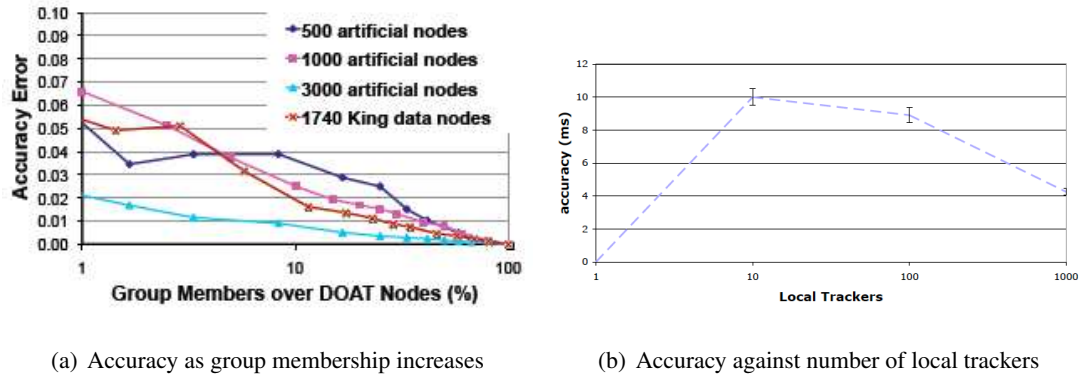 0.10
0.09
0.08
0.07
0.06
0.05
0.04
0.03
0.02
0.01
0.00
Accuracy Error
500 artificial nodes
1000 artificial nodes
3000 artificial nodes
1740 King data nodes
1
10
100
Group Members over DOAT Nodes (%)
(a) Accuracy as group membership increases
12
10
8
6
4
2
0
accuracy (ms)
1
10
100
1000
Local Trackers
(b) Accuracy against number of local trackers